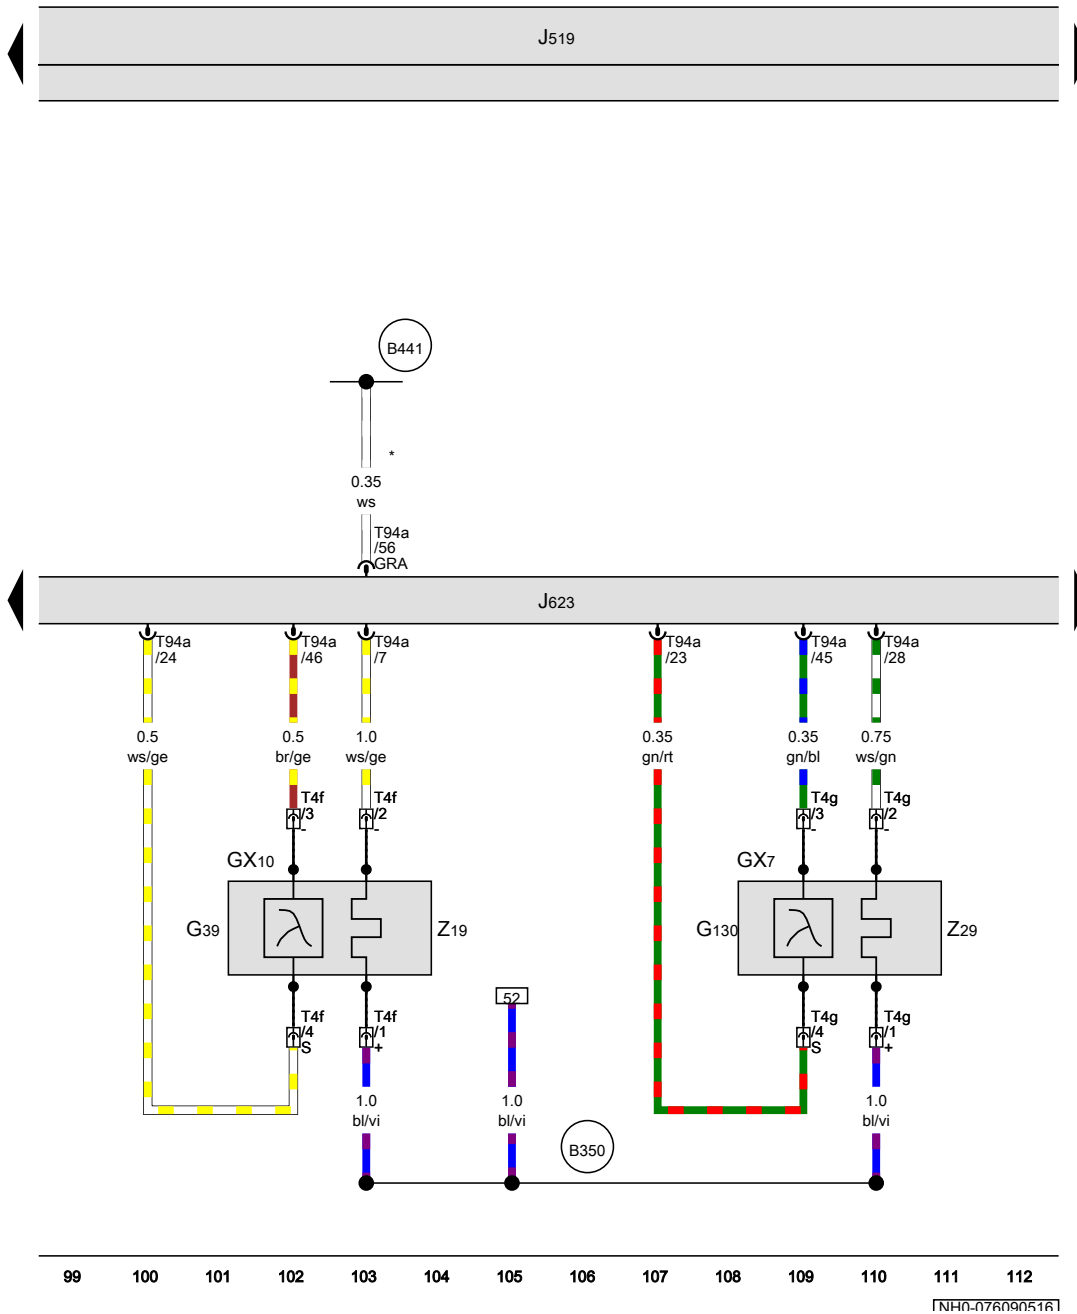 J519
B441
*
0.35
ws
T94a
/56
GRA
J623
T94a
/24
T94a
/46
T94a
/7
T94a
/23
T94a
/45
T94a
/28
0.5
ws/ge
0.5
br/ge
1.0
ws/ge
0.35
gn/rt
0.35
gn/bl
0.75
ws/gn
T4f
/3
-
T4f
/2
-
T4g
/3
-
T4g
/2
-
GX10
GX7
G39
Z19
G130
Z29
52
T4f
/4
S
T4f
/1
+
T4g
/4
S
T4g
/1
+
1.0
bl/vi
1.0
bl/vi
1.0
bl/vi
B350
99 100 101 102 103 104 105 106 107 108 109 110 111 112
NH0-076090516